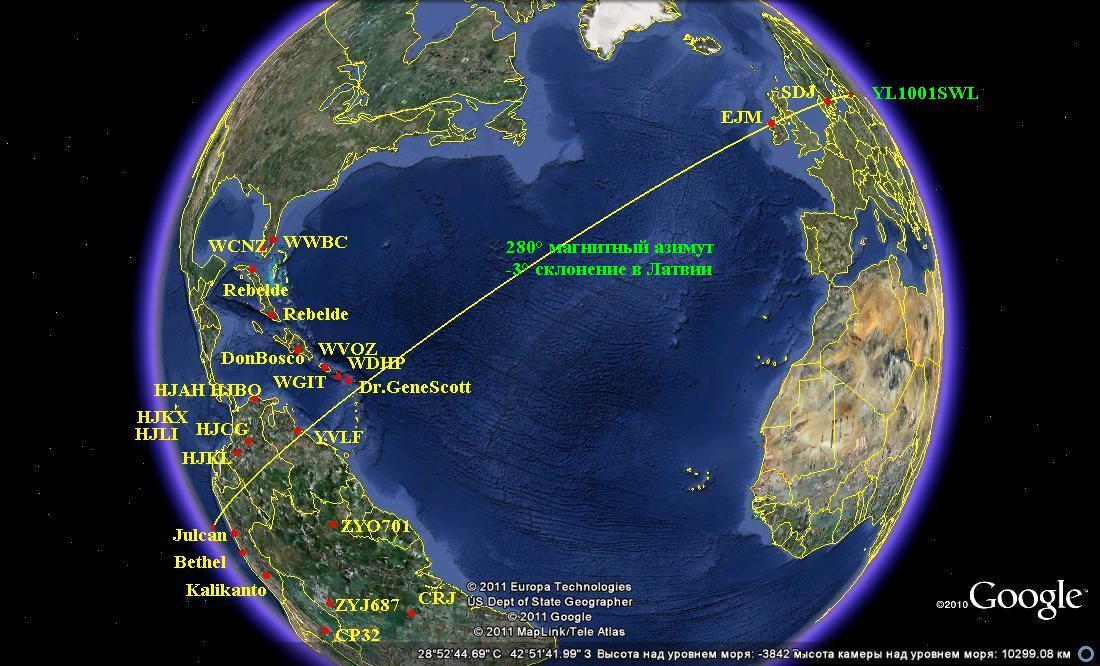 SDJ
YL1001SWL
EJM
WCNZ
WWBC
280° магнитный азимут
-3° склонение в Латвии
Rebelde
Rebelde
WVOZ
DonBosco
WDHP
WGIT
Dr.GeneScott
HJAH HJBO
HJKX
HJLI
HJCG
YVLF
HJKL
ZYO701
Julcan
Bethel
Kalikanto
CRJ
ZYJ687
CP32
© 2011 Europa Technologies
US Dept of State Geographer
© 2011 Google
© 2011 MapLink/Tele Atlas
©2010 Google
28°52'44.69" С 42°51'41.99" З Высота над уровнем моря: -3842 высота камеры над уровнем моря: 10299.08 км